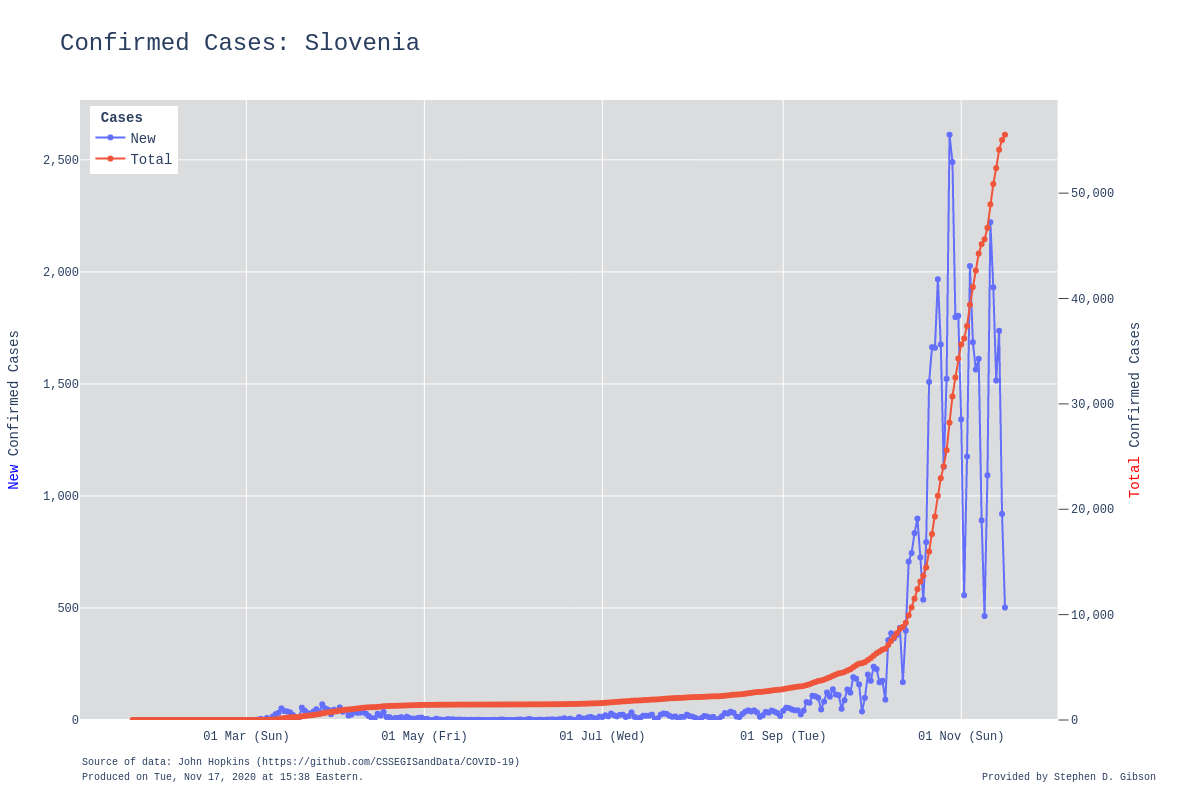 Confirmed Cases: Slovenia
Cases
New
Total
2,500
2,000
1,500
1,000
500
0
50,000
40,000
30,000
20,000
10,000
0
New Confirmed Cases
Total Confirmed Cases
01 Mar (Sun)
01 May (Fri)
01 Jul (Wed)
01 Sep (Tue)
01 Nov (Sun)
Source of data: John Hopkins (https://github.com/CSSEGISandData/COVID-19)
Produced on Tue, Nov 17, 2020 at 15:38 Eastern.
Provided by Stephen D. Gibson